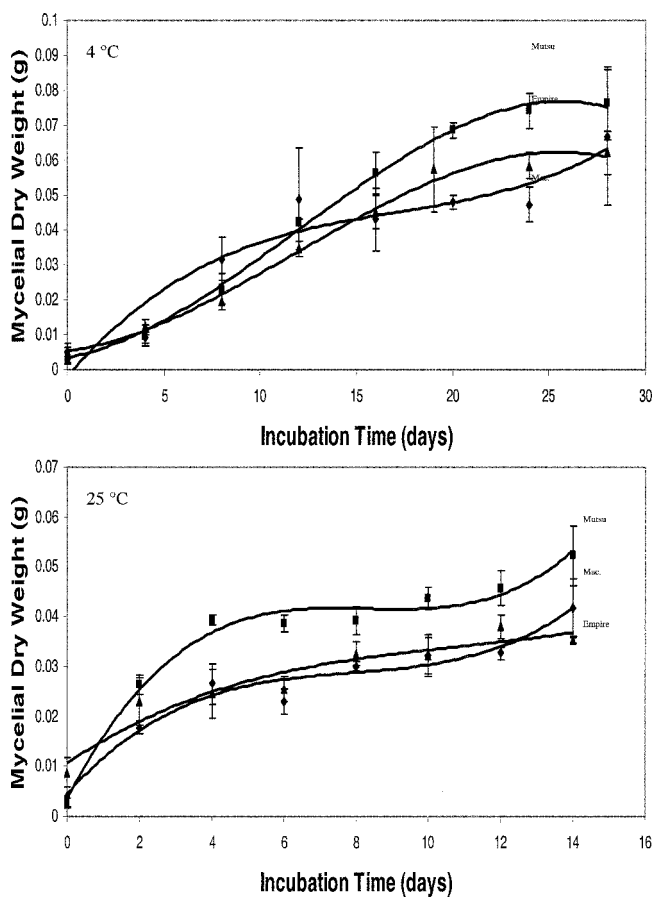 0.1
4 °C
Mutsu
0.09
0.08
Empire
0.07
0.06
Mac.
0.05
0.04
0.03
0.02
0.01
0
Mycelial Dry Weight (g)
0 5 10 15 20 25 30
Incubation Time (days)
0.07
25 °C
0.06
Mutsu
0.05
Mac.
0.04
Empire
0.03
0.02
0.01
0
Mycelial Dry Weight (g)
0 2 4 6 8 10 12 14 16
Incubation Time (days)